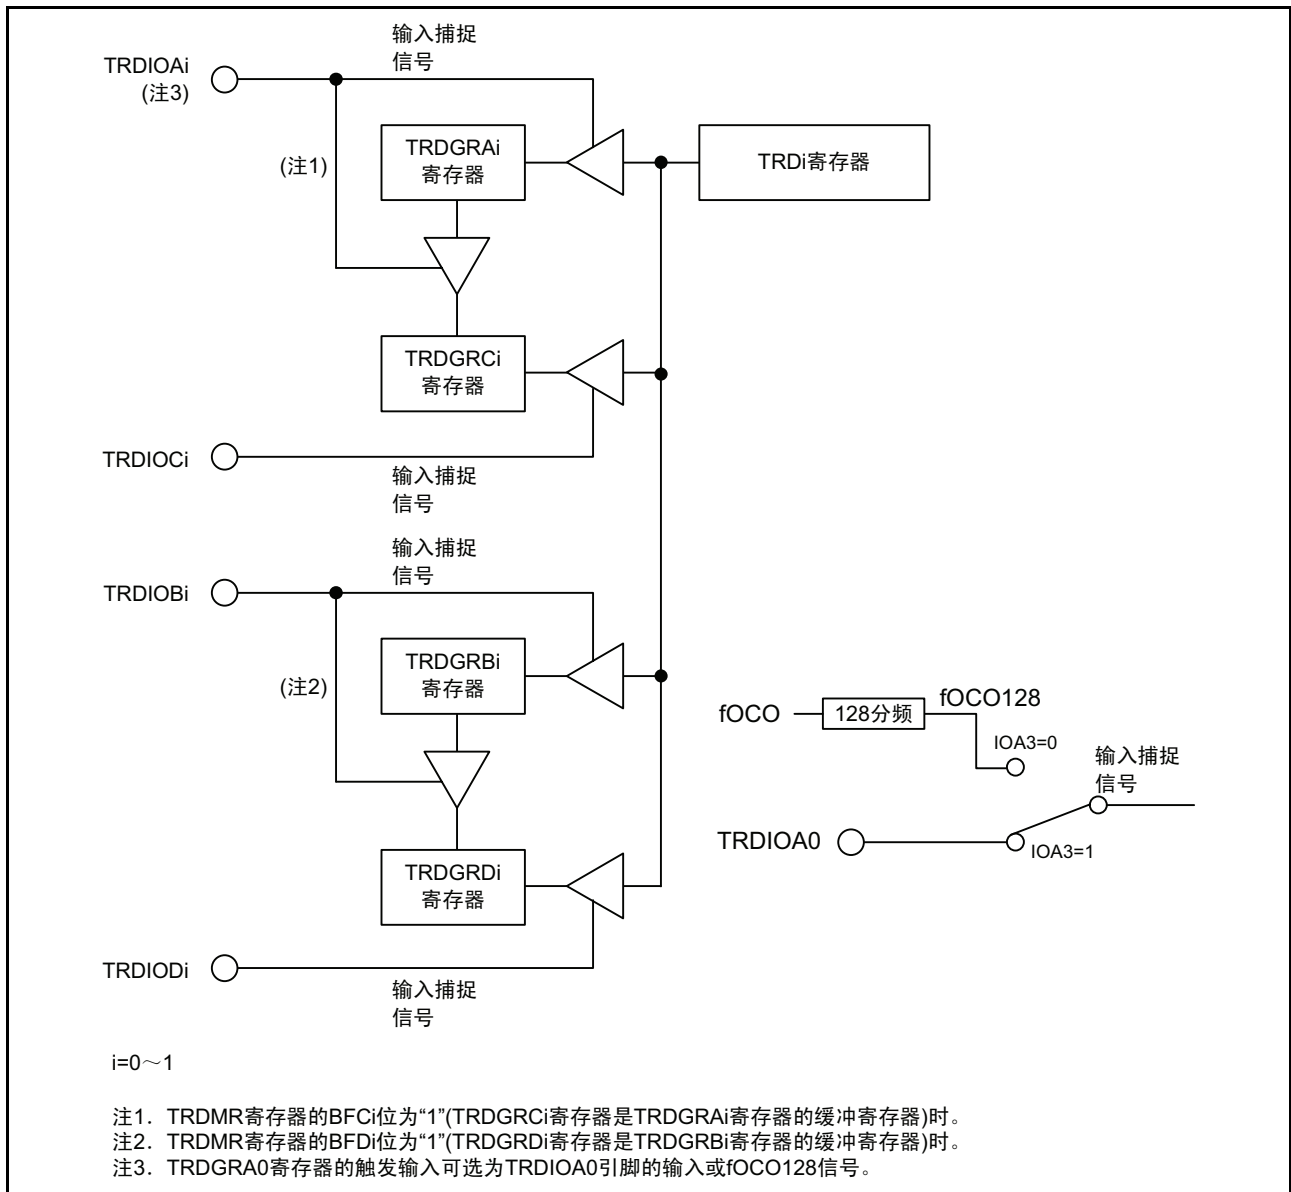 输入捕捉
信号
TRDIOAi
(注3)
TRDGRAi
寄存器
TRDi寄存器
(注1)
TRDGRCi
寄存器
TRDIOCi
输入捕捉
信号
输入捕捉
信号
TRDIOBi
TRDGRBi
寄存器
(注2)
fOCO
128分频
fOCO128
IOA3=0
输入捕捉
信号
TRDIOA0
IOA3=1
TRDGRDi
寄存器
TRDIODi
输入捕捉
信号
i=0～1
注1. TRDMR寄存器的BFCi位为“1”(TRDGRCi寄存器是TRDGRAi寄存器的缓冲寄存器)时。
注2. TRDMR寄存器的BFDi位为“1”(TRDGRDi寄存器是TRDGRBi寄存器的缓冲寄存器)时。
注3. TRDGRA0寄存器的触发输入可选为TRDIOA0引脚的输入或fOCO128信号。